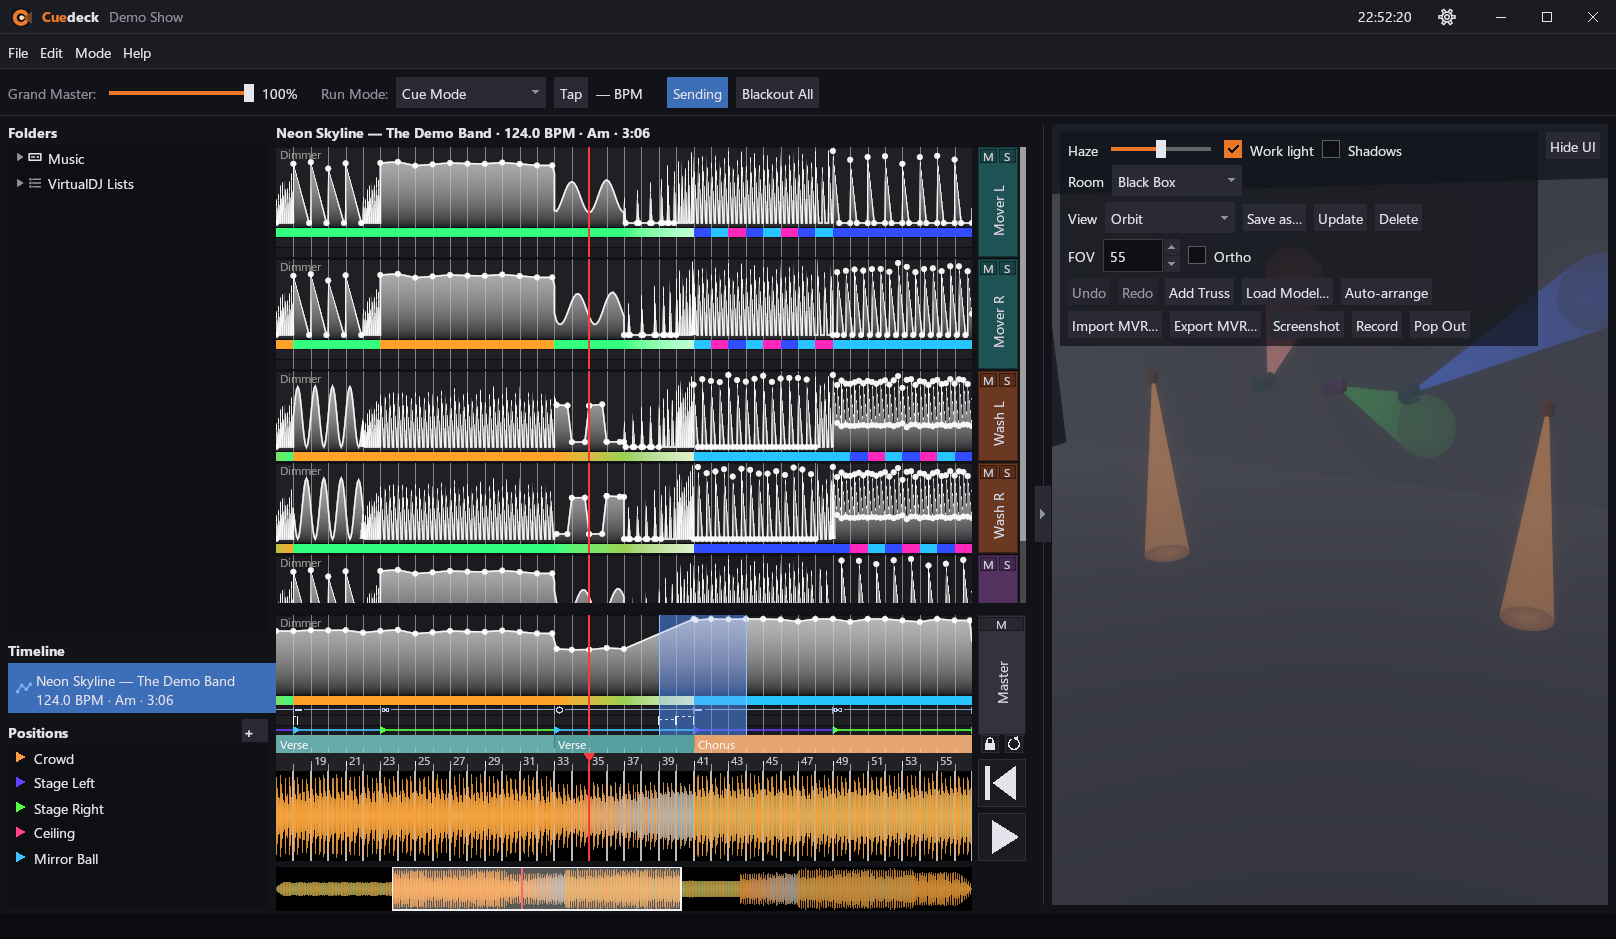 Cuedeck Demo Show 22:52:20
File Edit Mode Help
Grand Master: 100% Run Mode: Cue Mode Tap — BPM Sending Blackout All
Folders
Music
VirtualDJ Lists
Timeline
Neon Skyline — The Demo Band
124.0 BPM · Am · 3:06
Positions +
Crowd
Stage Left
Stage Right
Ceiling
Mirror Ball
Neon Skyline — The Demo Band · 124.0 BPM · Am · 3:06
Dimmer
M S
Mover L
Dimmer
M S
Mover R
Dimmer
M S
Wash L
Dimmer
M S
Wash R
Dimmer
M S
Dimmer
M
Master
Verse Verse Chorus
19 21 23 25 27 29 31 33 35 37 39 41 43 45 47 49 51 53 55
Haze Work light Shadows Hide UI
Room Black Box
View Orbit Save as... Update Delete
FOV 55 Ortho
Undo Redo Add Truss Load Model... Auto-arrange
Import MVR... Export MVR... Screenshot Record Pop Out